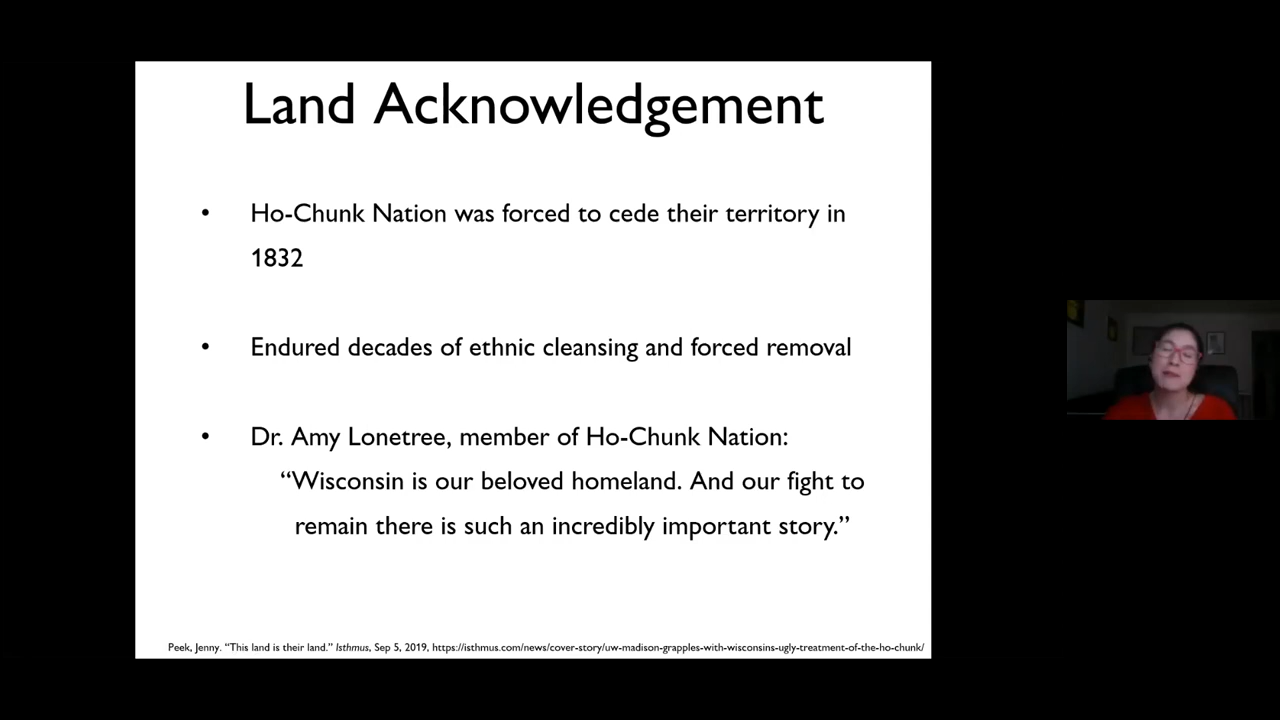 Land Acknowledgement
• Ho-Chunk Nation was forced to cede their territory in
1832
• Endured decades of ethnic cleansing and forced removal
• Dr. Amy Lonetree, member of Ho-Chunk Nation:
“Wisconsin is our beloved homeland. And our fight to
remain there is such an incredibly important story.”
Peek, Jenny. “This land is their land.” Isthmus, Sep 5, 2019, https://isthmus.com/news/cover-story/uw-madison-grapples-with-wisconsins-ugly-treatment-of-the-ho-chunk/